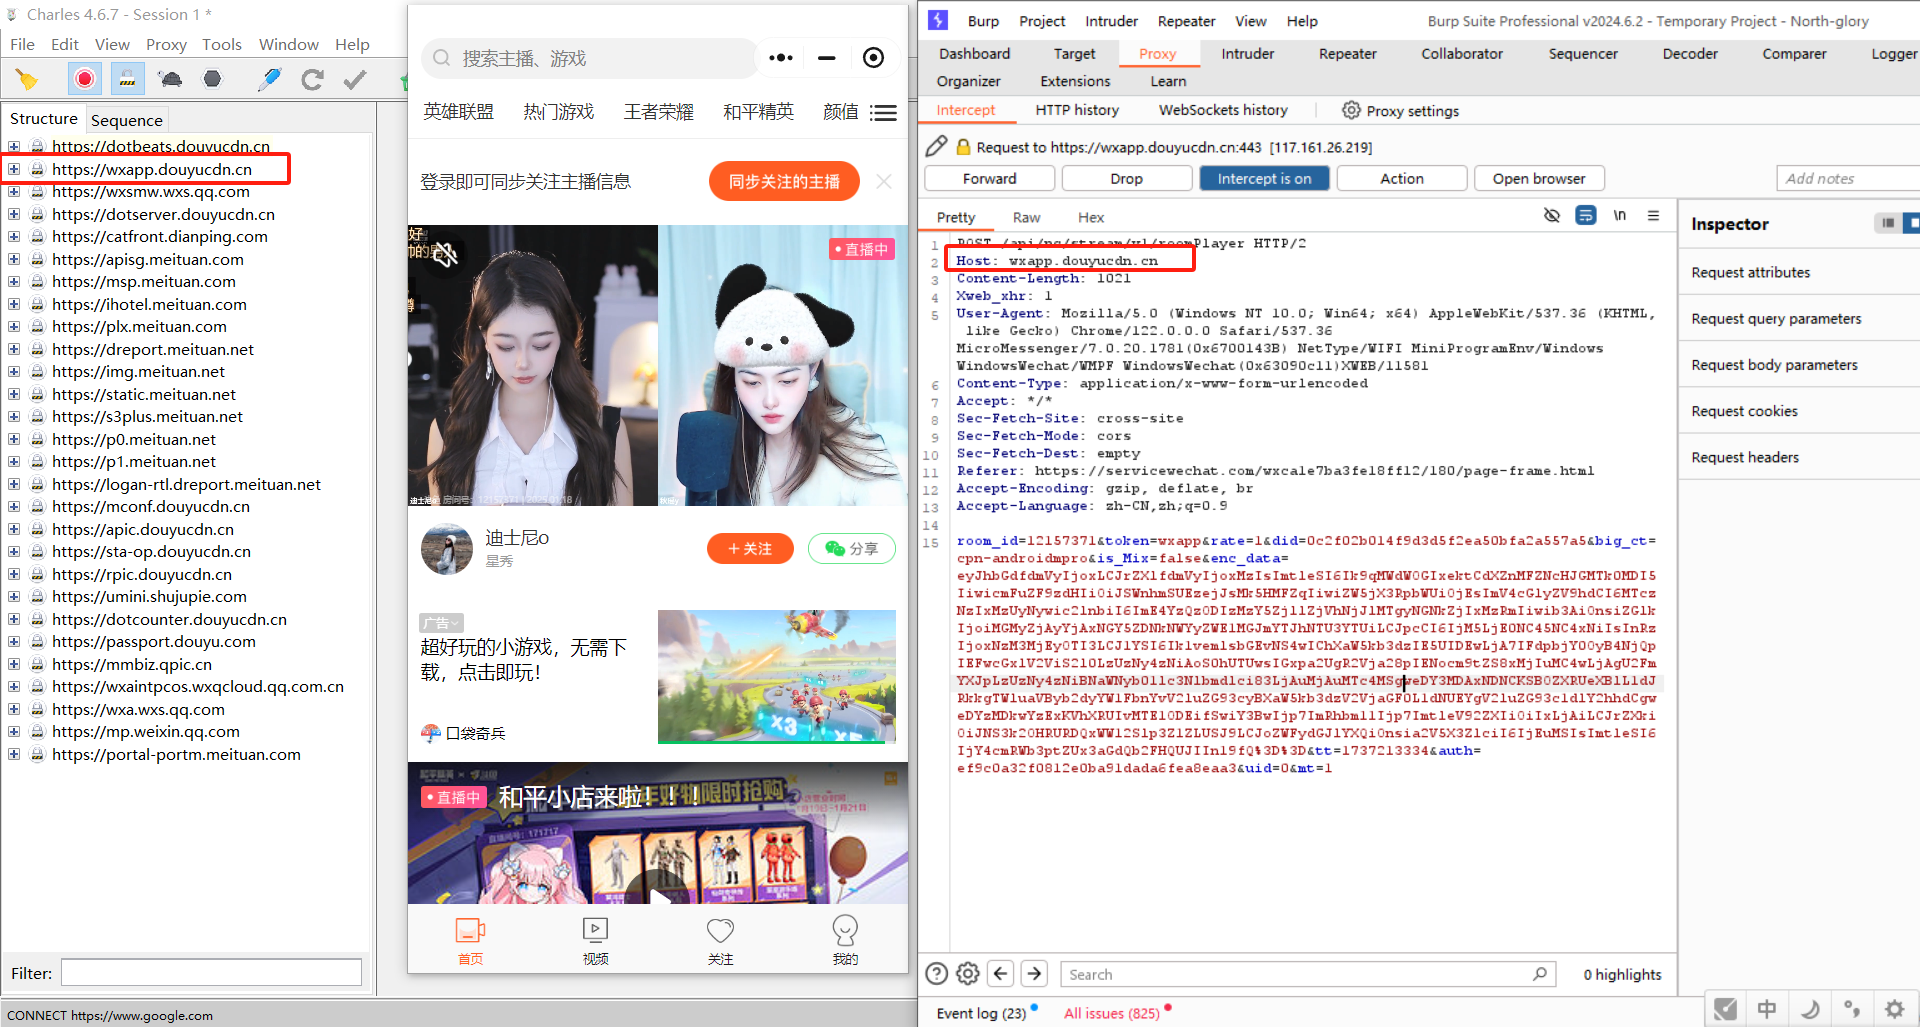 Charles 4.6.7 - Session 1 *
File Edit View Proxy Tools Window Help
Structure
Sequence
https://dotbeats.douyucdn.cn
https://wxapp.douyucdn.cn
https://wxsmw.wxs.qq.com
https://dotserver.douyucdn.cn
https://catfront.dianping.com
https://apisg.meituan.com
https://msp.meituan.com
https://ihotel.meituan.com
https://plx.meituan.com
https://dreport.meituan.net
https://img.meituan.net
https://static.meituan.net
https://s3plus.meituan.net
https://p0.meituan.net
https://p1.meituan.net
https://logan-rtl.dreport.meituan.net
https://mconf.douyucdn.cn
https://apic.douyucdn.cn
https://sta-op.douyucdn.cn
https://rpic.douyucdn.cn
https://umini.shujupie.com
https://dotcounter.douyucdn.cn
https://passport.douyu.com
https://mmbiz.qpic.cn
https://wxaintpcos.wxqcloud.qq.com.cn
https://wxa.wxs.qq.com
https://mp.weixin.qq.com
https://portal-portm.meituan.com
Filter:
CONNECT https://www.google.com
搜索主播、游戏
英雄联盟 热门游戏 王者荣耀 和平精英 颜值
登录即可同步关注主播信息
同步关注的主播
直播中
迪士尼o
星秀
+关注
分享
广告
超好玩的小游戏，无需下
载，点击即玩！
口袋奇兵
直播中
和平小店来啦！！！
首页
视频
关注
我的
Burp Project Intruder Repeater View Help
Burp Suite Professional v2024.6.2 - Temporary Project - North-glory
Dashboard Target Proxy Intruder Repeater Collaborator Sequencer Decoder Comparer Logger
Organizer Extensions Learn
Intercept HTTP history WebSockets history Proxy settings
Request to https://wxapp.douyucdn.cn:443 [117.161.26.219]
Forward Drop Intercept is on Action Open browser
Add notes
Pretty Raw Hex
\n
1 POST /api/nc/stream/v1/roomPlayer HTTP/2
2 Host: wxapp.douyucdn.cn
3 Content-Length: 1021
4 Xweb_xhr: 1
5 User-Agent: Mozilla/5.0 (Windows NT 10.0; Win64; x64) AppleWebKit/537.36 (KHTML,
like Gecko) Chrome/122.0.0.0 Safari/537.36
MicroMessenger/7.0.20.1781(0x6700143B) NetType/WIFI MiniProgramEnv/Windows
WindowsWechat/WMPF WindowsWechat(0x63090c11)XWEB/11581
6 Content-Type: application/x-www-form-urlencoded
7 Accept: */*
8 Sec-Fetch-Site: cross-site
9 Sec-Fetch-Mode: cors
10 Sec-Fetch-Dest: empty
11 Referer: https://servicewechat.com/wxca1e7ba3fe18ff12/180/page-frame.html
12 Accept-Encoding: gzip, deflate, br
13 Accept-Language: zh-CN,zh;q=0.9
14
15 room_id=12157371&token=wxapp&rate=1&did=0c2f02b014f9d3d5f2ea50bfa2a557a5&big_ct=
cpn-androidmpro&is_Mix=false&enc_data=
&tt=1737213334&auth=
ef9c0a32f0812e0ba91dada6fea8eaa3&uid=0&mt=1
Inspector
Request attributes
Request query parameters
Request body parameters
Request cookies
Request headers
Search
0 highlights
Event log (23)
All issues (825)
中